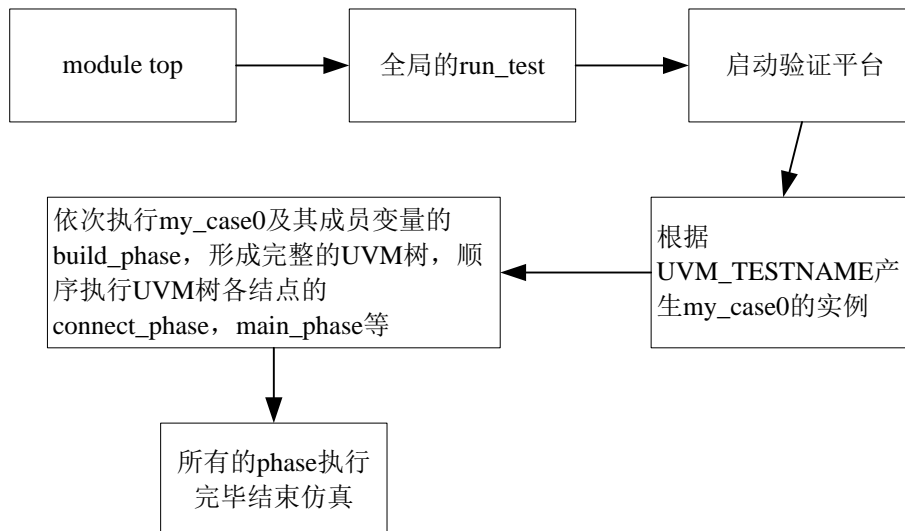 module top
全局的run_test
启动验证平台
根据
UVM_TESTNAME产
生my_case0的实例
依次执行my_case0及其成员变量的
build_phase，形成完整的UVM树，顺
序执行UVM树各结点的
connect_phase，main_phase等
所有的phase执行
完毕结束仿真